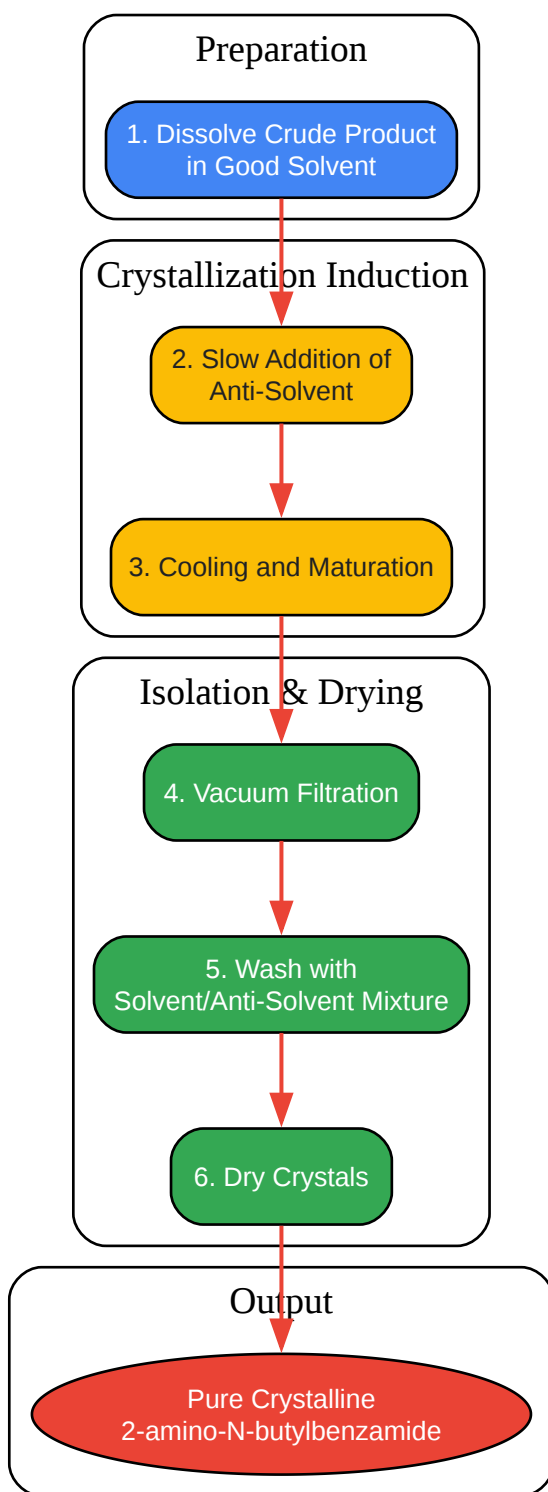 Preparation
1. Dissolve Crude Product
in Good Solvent
Crystallization Induction
2. Slow Addition of
Anti-Solvent
3. Cooling and Maturation
Isolation & Drying
4. Vacuum Filtration
5. Wash with
Solvent/Anti-Solvent Mixture
6. Dry Crystals
Output
Pure Crystalline
2-amino-N-butylbenzamide